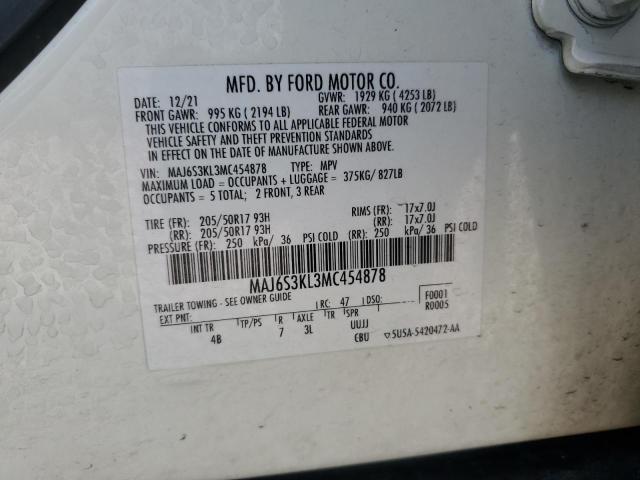 MFD. BY FORD MOTOR CO.
DATE: 12/21 GVWR: 1929 KG ( 4253 LB)
FRONT GAWR: 995 KG ( 2194 LB) REAR GAWR: 940 KG ( 2072 LB)
THIS VEHICLE CONFORMS TO ALL APPLICABLE FEDERAL MOTOR
VEHICLE SAFETY AND THEFT PREVENTION STANDARDS
IN EFFECT ON THE DATE OF MANUFACTURE SHOWN ABOVE.
VIN: MAJ6S3KL3MC454878 TYPE: MPV
MAXIMUM LOAD = OCCUPANTS + LUGGAGE = 375KG/ 827LB
OCCUPANTS = 5 TOTAL; 2 FRONT, 3 REAR
TIRE (FR): 205/50R17 93H RIMS (FR): 17x7.0J
(RR): 205/50R17 93H (RR): 17x7.0J
PRESSURE (FR): 250 kPa/ 36 PSI COLD (RR): 250 kPa/ 36 PSI COLD
MAJ6S3KL3MC454878
TRAILER TOWING - SEE OWNER GUIDE
EXT PNT: RC: 47 DSO: F0001
R0005
INT TR TP/PS R AXLE TR SPR
4B 7 3L UUJJ
CBU ▽5U5A-5420472-AA